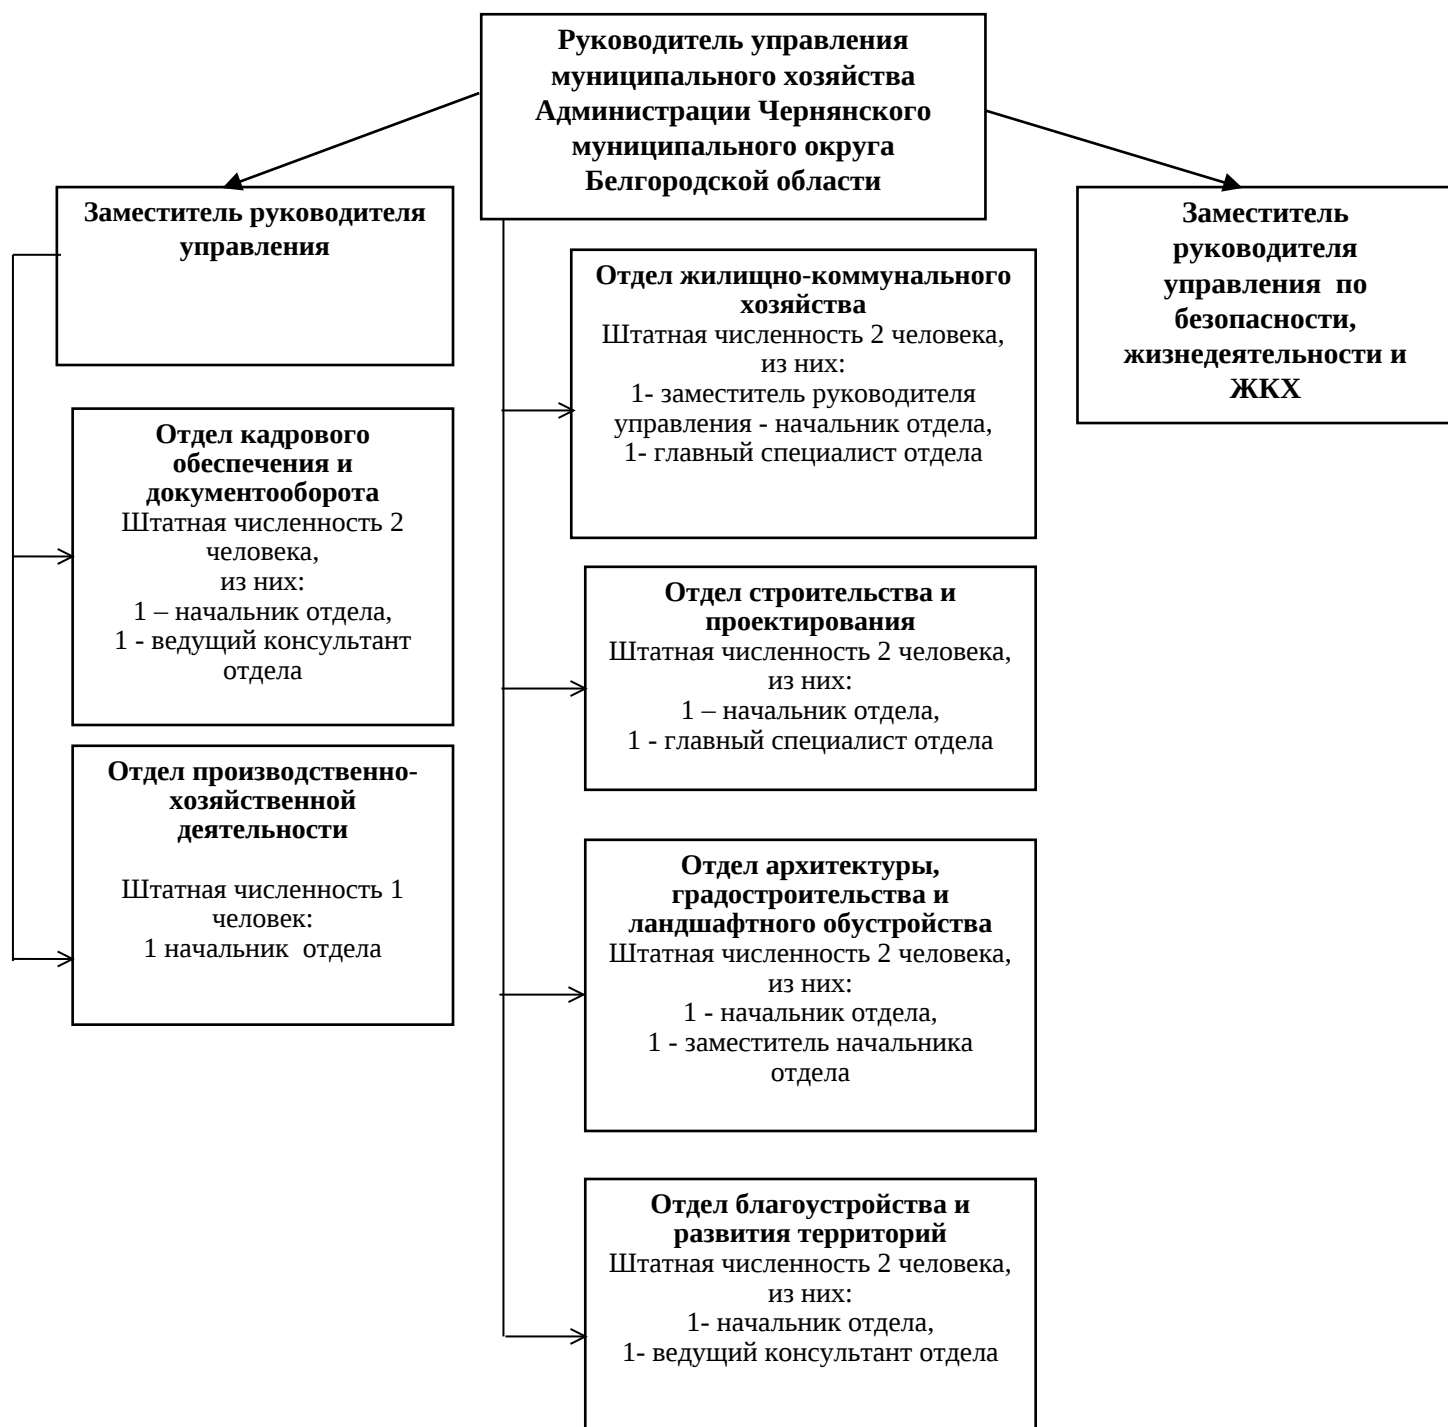 Руководитель управления
муниципального хозяйства
Администрации Чернянского
муниципального округа
Белгородской области
Заместитель руководителя
управления
Заместитель
руководителя
управления  по
безопасности,
жизнедеятельности и
ЖКХ
Отдел кадрового
обеспечения и
документооборота
Штатная численность 2
человека,
из них:
1 – начальник отдела,
1 - ведущий консультант
отдела
Отдел производственно-
хозяйственной
деятельности
Штатная численность 1
человек:
1 начальник  отдела
Отдел жилищно-коммунального
хозяйства
Штатная численность 2 человека,
из них:
1- заместитель руководителя
управления - начальник отдела,
1- главный специалист отдела
Отдел строительства и
проектирования
Штатная численность 2 человека,
из них:
1 – начальник отдела,
1 - главный специалист отдела
Отдел архитектуры,
градостроительства и
ландшафтного обустройства
Штатная численность 2 человека,
из них:
1 - начальник отдела,
1 - заместитель начальника
отдела
Отдел благоустройства и
развития территорий
Штатная численность 2 человека,
из них:
1- начальник отдела,
1- ведущий консультант отдела